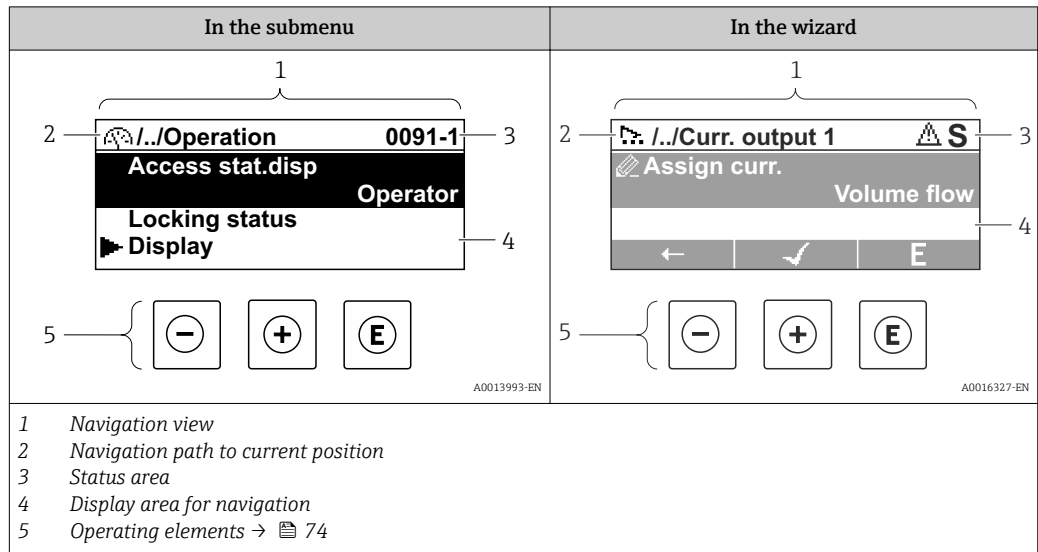 In the submenu
In the wizard
1
2
/../Operation 0091-1
3
Access stat.disp
Operator
Locking status
Display
4
5
E
A0013993-EN
1
2
/../Curr. output 1 S
3
Assign curr.
Volume flow
4
E
5
E
A0016327-EN
1 Navigation view
2 Navigation path to current position
3 Status area
4 Display area for navigation
5 Operating elements → 74